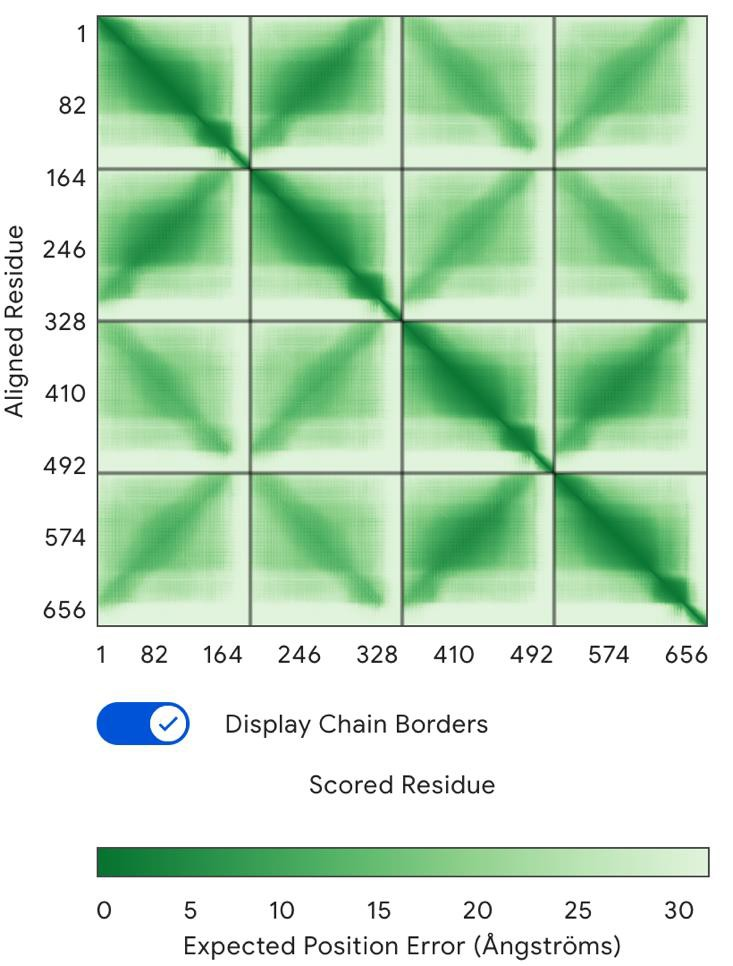 1
82
164
246
328
410
492
574
656
Aligned Residue
1 82 164 246 328 410 492 574 656
Display Chain Borders
Scored Residue
0 5 10 15 20 25 30
Expected Position Error (Ångströms)